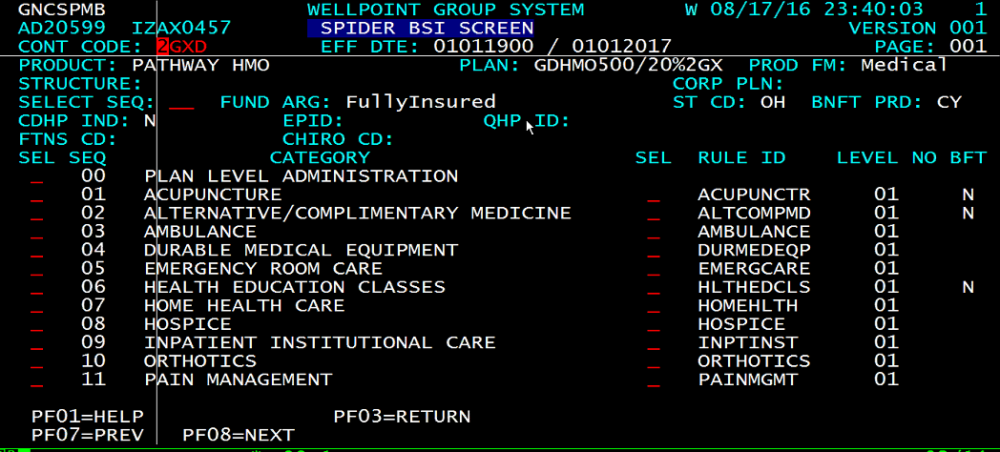 GNCSPMB WELLPOINT GROUP SYSTEM W 08/17/16 23:40:03 1
AD20599 IZAX0457 SPIDER BSI SCREEN VERSION 001
CONT CODE: 2GXD EFF DTE: 01011900 / 01012017 PAGE: 001
PRODUCT: PATHWAY HMO PLAN: GDHMO500/20%2GX PROD FM: Medical
STRUCTURE: CORP PLN:
SELECT SEQ: __ FUND ARG: FullyInsured ST CD: OH BNFT PRD: CY
CDHP IND: N EPID: QHP ID:
FTNS CD: CHIRO CD:
SEL SEQ CATEGORY SEL RULE ID LEVEL NO BFT
_ 00 PLAN LEVEL ADMINISTRATION
_ 01 ACUPUNCTURE _ ACUPUNCTR 01 N
_ 02 ALTERNATIVE/COMPLIMENTARY MEDICINE _ ALTCOMPMD 01 N
_ 03 AMBULANCE _ AMBULANCE 01
_ 04 DURABLE MEDICAL EQUIPMENT _ DURMEDEQP 01
_ 05 EMERGENCY ROOM CARE _ EMERGCARE 01
_ 06 HEALTH EDUCATION CLASSES _ HLTHEDCLS 01 N
_ 07 HOME HEALTH CARE _ HOMEHLTH 01
_ 08 HOSPICE _ HOSPICE 01
_ 09 INPATIENT INSTITUTIONAL CARE _ INPTINST 01
_ 10 ORTHOTICS _ ORTHOTICS 01
_ 11 PAIN MANAGEMENT _ PAINMGMT 01
PF01=HELP PF03=RETURN
PF07=PREV PF08=NEXT